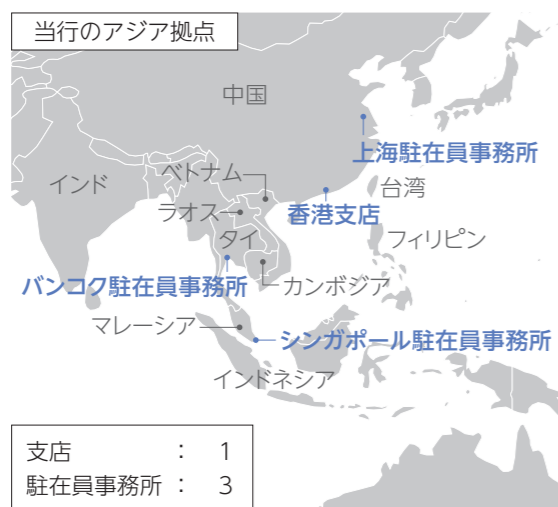 当行のアジア拠点
中国
上海駐在員事務所
インド
ベトナム
台湾
ラオス
香港支店
タイ
フィリピン
バンコク駐在員事務所
カンボジア
マレーシア
シンガポール駐在員事務所
インドネシア
支店 : 1
駐在員事務所 : 3